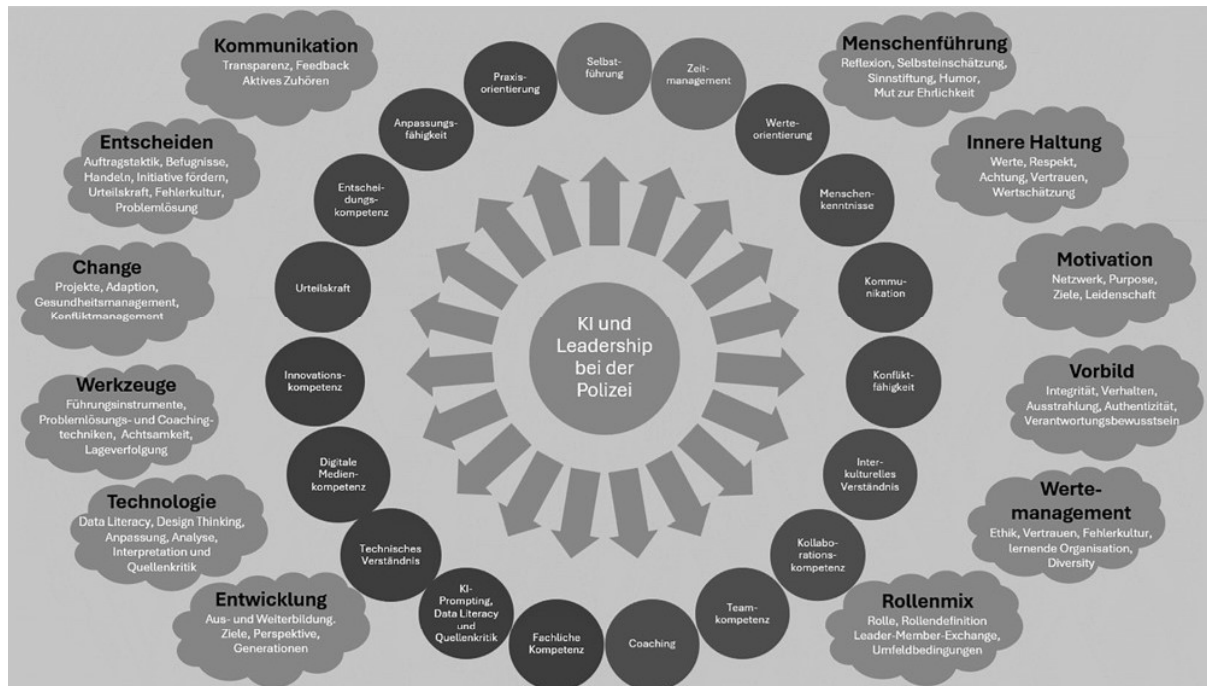 Kommunikation
Transparenz, Feedback
Aktives Zuhören
Entscheiden
Auftragstaktik, Befugnisse,
Handeln, Initiative fördern,
Urteilskraft, Fehlerkultur,
Problemlösung
Change
Projekte, Adaption,
Gesundheitsmanagement,
Konfliktmanagement
Werkzeuge
Führungsinstrumente,
Problemlösungs- und Coaching-
techniken, Achtsamkeit,
Lageverfolgung
Technologie
Data Literacy, Design Thinking,
Anpassung, Analyse,
Interpretation und
Quellenkritik
Entwicklung
Aus- und Weiterbildung.
Ziele, Perspektive,
Generationen
Selbst-
führung
Zeit-
management
Werte-
orientierung
Menschen-
kenntnisse
Kommu-
nikation
Konflikt-
fähigkeit
Inter-
kulturelles
Verständnis
Kollabo-
rations-
kompetenz
Team-
kompetenz
Coaching
Fachliche
Kompetenz
KI-
Prompting,
Data Literacy
und
Quellenkritik
Technisches
Verständnis
Digitale
Medien-
kompetenz
Innovations-
kompetenz
Urteilskraft
Entschei-
dungs-
kompetenz
Anpassungs-
fähigkeit
Praxis-
orientierung
KI und
Leadership
bei der
Polizei
Menschenführung
Reflexion, Selbsteinschätzung,
Sinnstiftung, Humor,
Mut zur Ehrlichkeit
Innere Haltung
Werte, Respekt,
Achtung, Vertrauen,
Wertschätzung
Motivation
Netzwerk, Purpose,
Ziele, Leidenschaft
Vorbild
Integrität, Verhalten,
Ausstrahlung, Authentizität,
Verantwortungsbewusstsein
Werte-
management
Ethik, Vertrauen, Fehlerkultur,
lernende Organisation,
Diversity
Rollenmix
Rolle, Rollendefinition
Leader-Member-Exchange,
Umfeldbedingungen